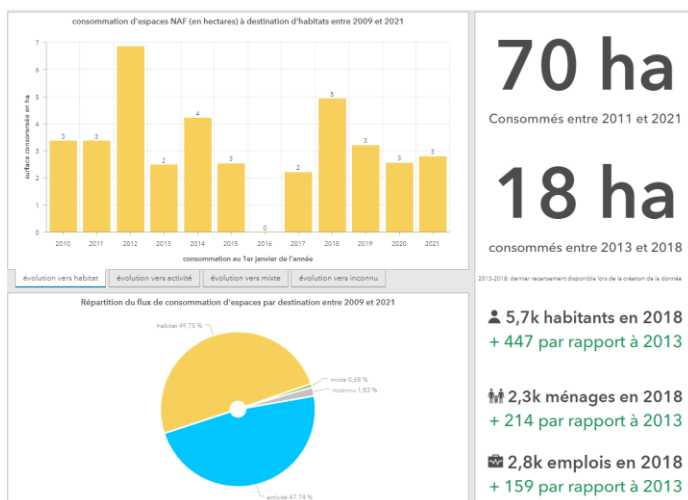 consommation d'espaces NAF (en hectares) à destination d'habitats entre 2009 et 2021
surface consommée en ha
7
6
5
4
3
2
1
0
3
3
2
4
3
0
2
5
3
3
3
2010
2011
2012
2013
2014
2015
2016
2017
2018
2019
2020
2021
consommation au 1er janvier de l'année
évolution vers habitat
évolution vers activité
évolution vers mixte
évolution vers inconnu
Répartition du flux de consommation d'espaces par destination entre 2009 et 2021
habitat 49,75 %
mixte 0,68 %
inconnu 1,83 %
activité 47,74 %
70 ha
Consommés entre 2011 et 2021
18 ha
consommés entre 2013 et 2018
2013-2018: dernier recensement disponible lors de la création de la donnée
5,7k habitants en 2018
+ 447 par rapport à 2013
2,3k ménages en 2018
+ 214 par rapport à 2013
2,8k emplois en 2018
+ 159 par rapport à 2013